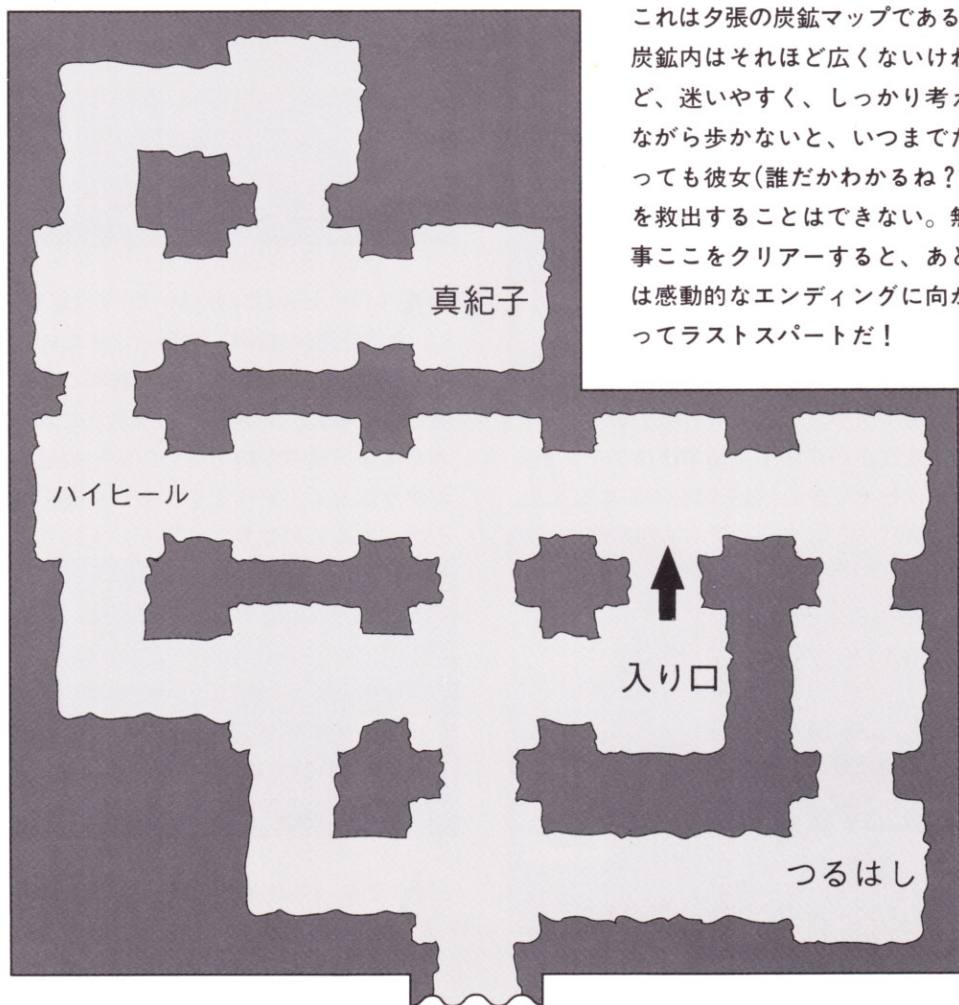 これは夕張の炭鉱マップである
炭鉱内はそれほど広くないけれ
ど、迷いやすく、しっかり考え
ながら歩かないと、いつまでた
っても彼女(誰だかわかるね？
を救出することはできない。無
事ここをクリアーすると、あと
は感動的なエンディングに向か
ってラストスパートだ！
真紀子
ハイヒール
入り口
つるはし